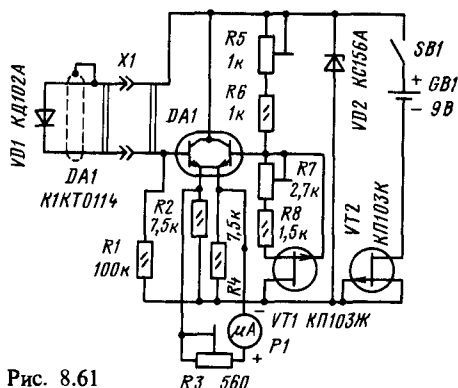 X1
VD1 КД102А
DA1
К1КТ0114
R1
100к
R2
7,5к
DA1
R5
1к
R6
1к
R7
2,7к
R8
1,5к
7,5к
R4
VD2 КС156А
SB1
+
GB1
– 9В
VT2
КП103К
VT1 КП103Ж
μA
–
P1
+
R3 560
Рис. 8.61